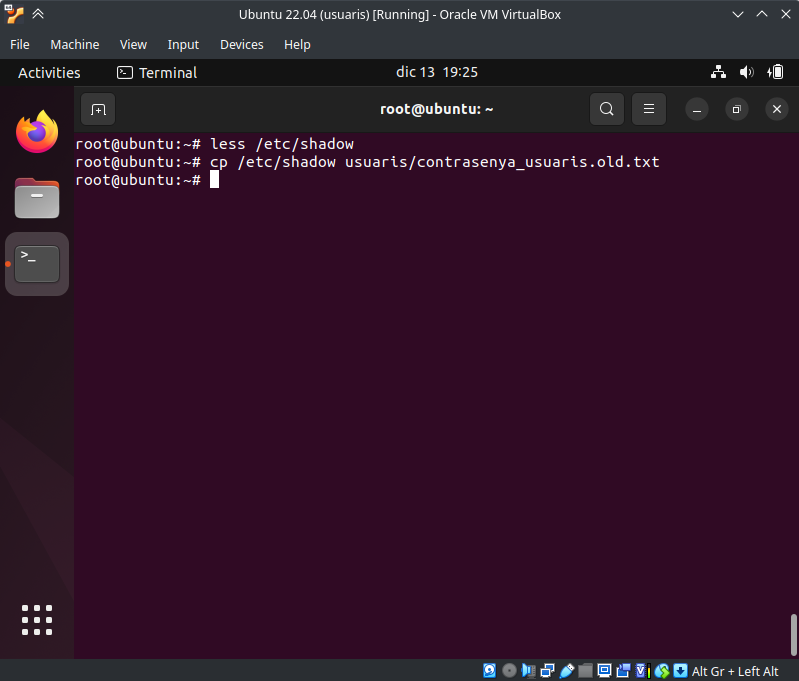 Ubuntu 22.04 (usuaris) [Running] - Oracle VM VirtualBox
File Machine View Input Devices Help
Activities Terminal dic 13 19:25
root@ubuntu: ~
root@ubuntu:~# less /etc/shadow
root@ubuntu:~# cp /etc/shadow usuaris/contrasenya_usuaris.old.txt
root@ubuntu:~#
Alt Gr + Left Alt